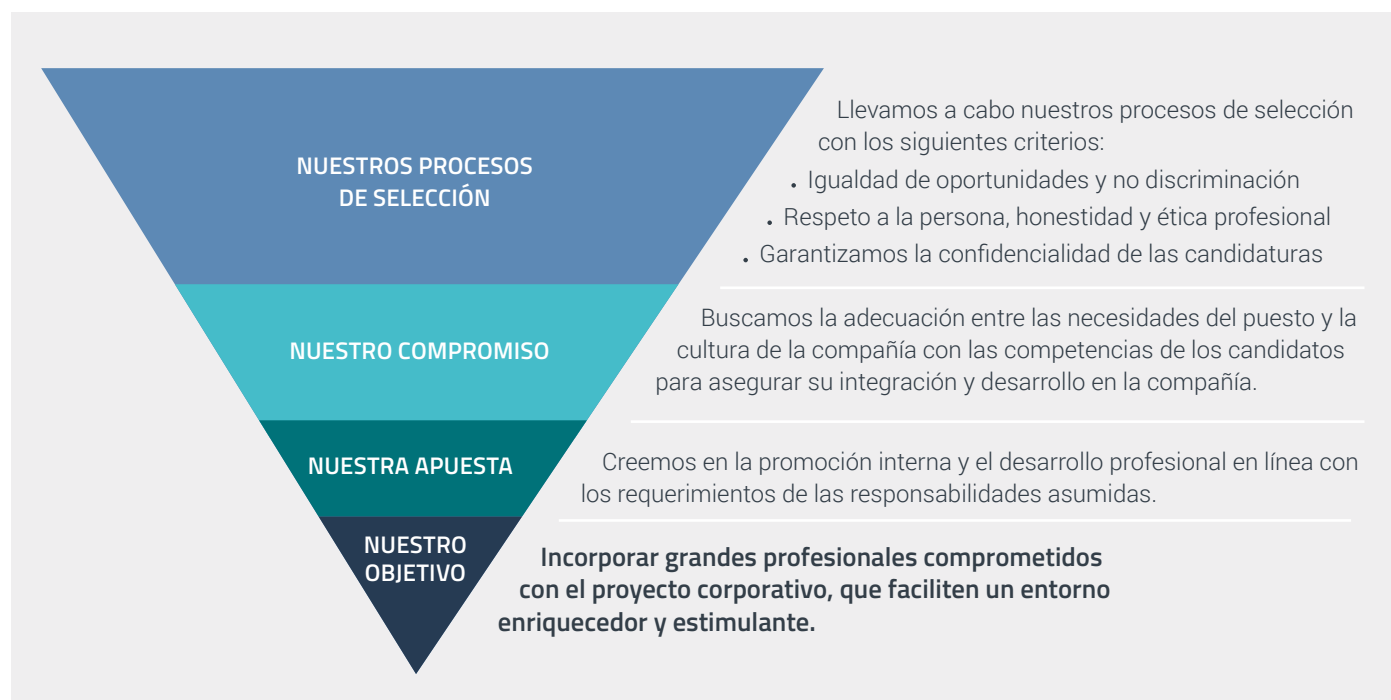 NUESTROS PROCESOS
DE SELECCIÓN
Llevamos a cabo nuestros procesos de selección
con los siguientes criterios:
• Igualdad de oportunidades y no discriminación
• Respeto a la persona, honestidad y ética profesional
• Garantizamos la confidencialidad de las candidaturas
NUESTRO COMPROMISO
Buscamos la adecuación entre las necesidades del puesto y la
cultura de la compañía con las competencias de los candidatos
para asegurar su integración y desarrollo en la compañía.
NUESTRA APUESTA
Creemos en la promoción interna y el desarrollo profesional en línea con
los requerimientos de las responsabilidades asumidas.
NUESTRO
OBJETIVO
Incorporar grandes profesionales comprometidos
con el proyecto corporativo, que faciliten un entorno
enriquecedor y estimulante.